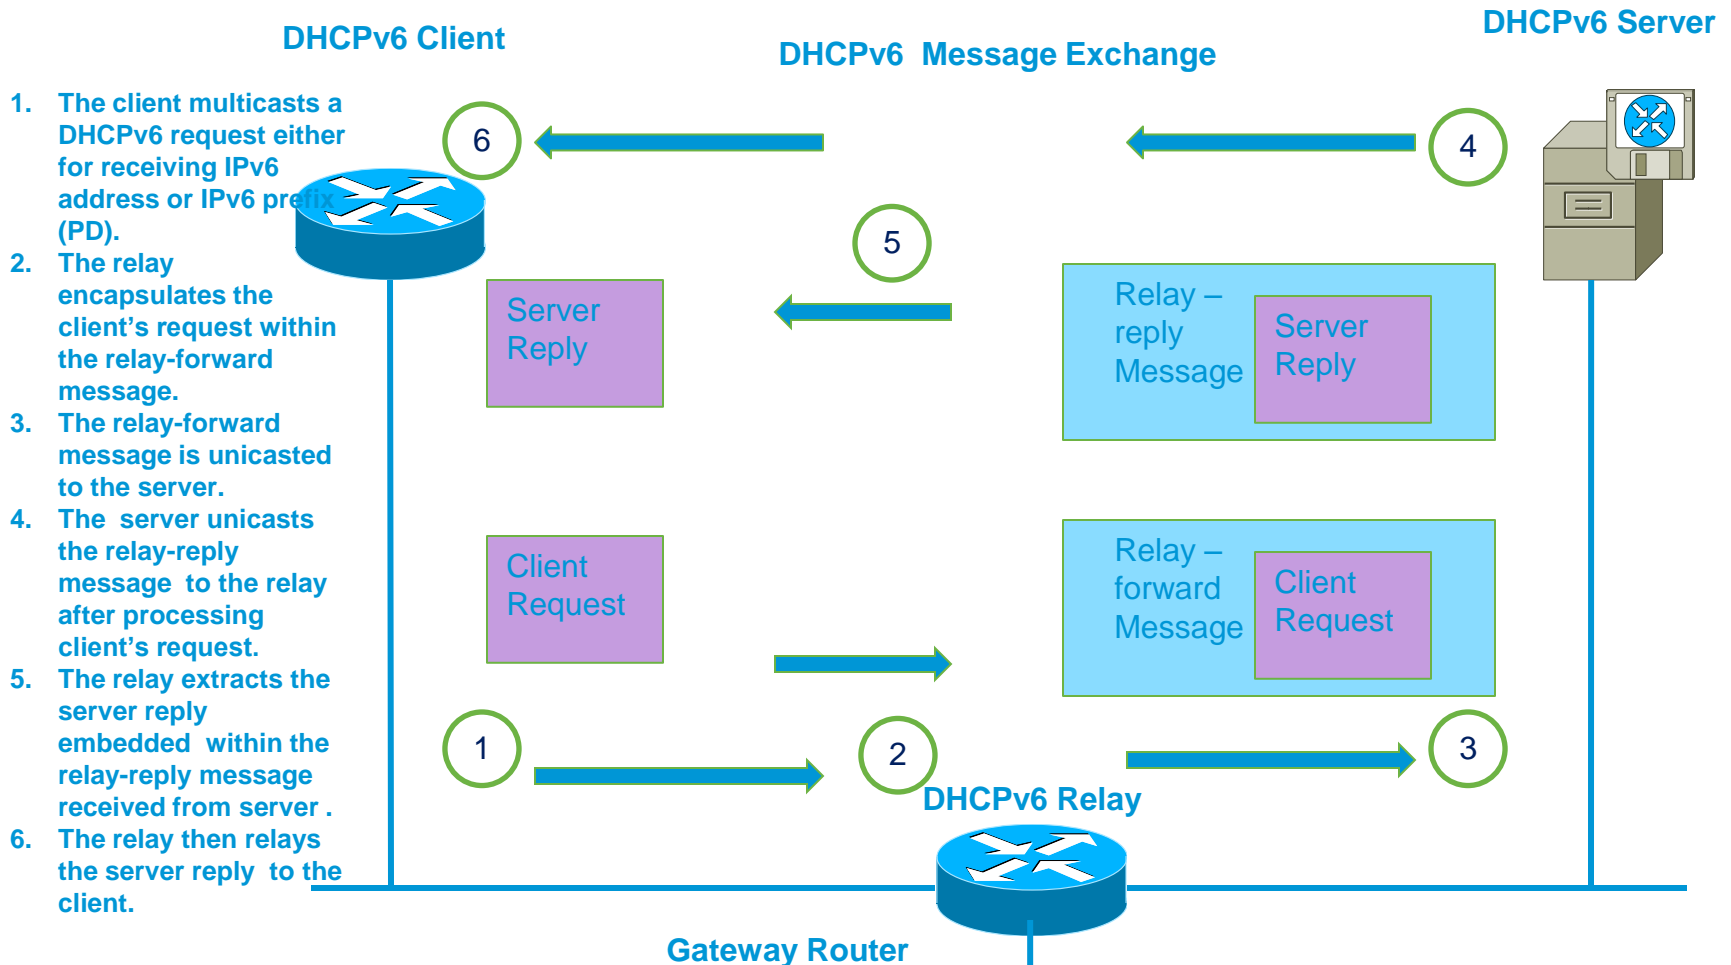 DHCPv6 Client
DHCPv6  Message Exchange
DHCPv6 Server
1. The client multicasts a
DHCPv6 request either
for receiving IPv6
address or IPv6 prefix
(PD).
2. The relay
encapsulates the
client’s request within
the relay-forward
message.
3. The relay-forward
message is unicasted
to the server.
4. The  server unicasts
the relay-reply
message  to the relay
after processing
client’s request.
5. The relay extracts the
server reply
embedded  within the
relay-reply message
received from server .
6. The relay then relays
the server reply  to the
client.
6
4
5
Server
Reply
Relay –
reply
Message
Server
Reply
Client
Request
Relay –
forward
Message
Client
Request
1
2
3
DHCPv6 Relay
Gateway Router